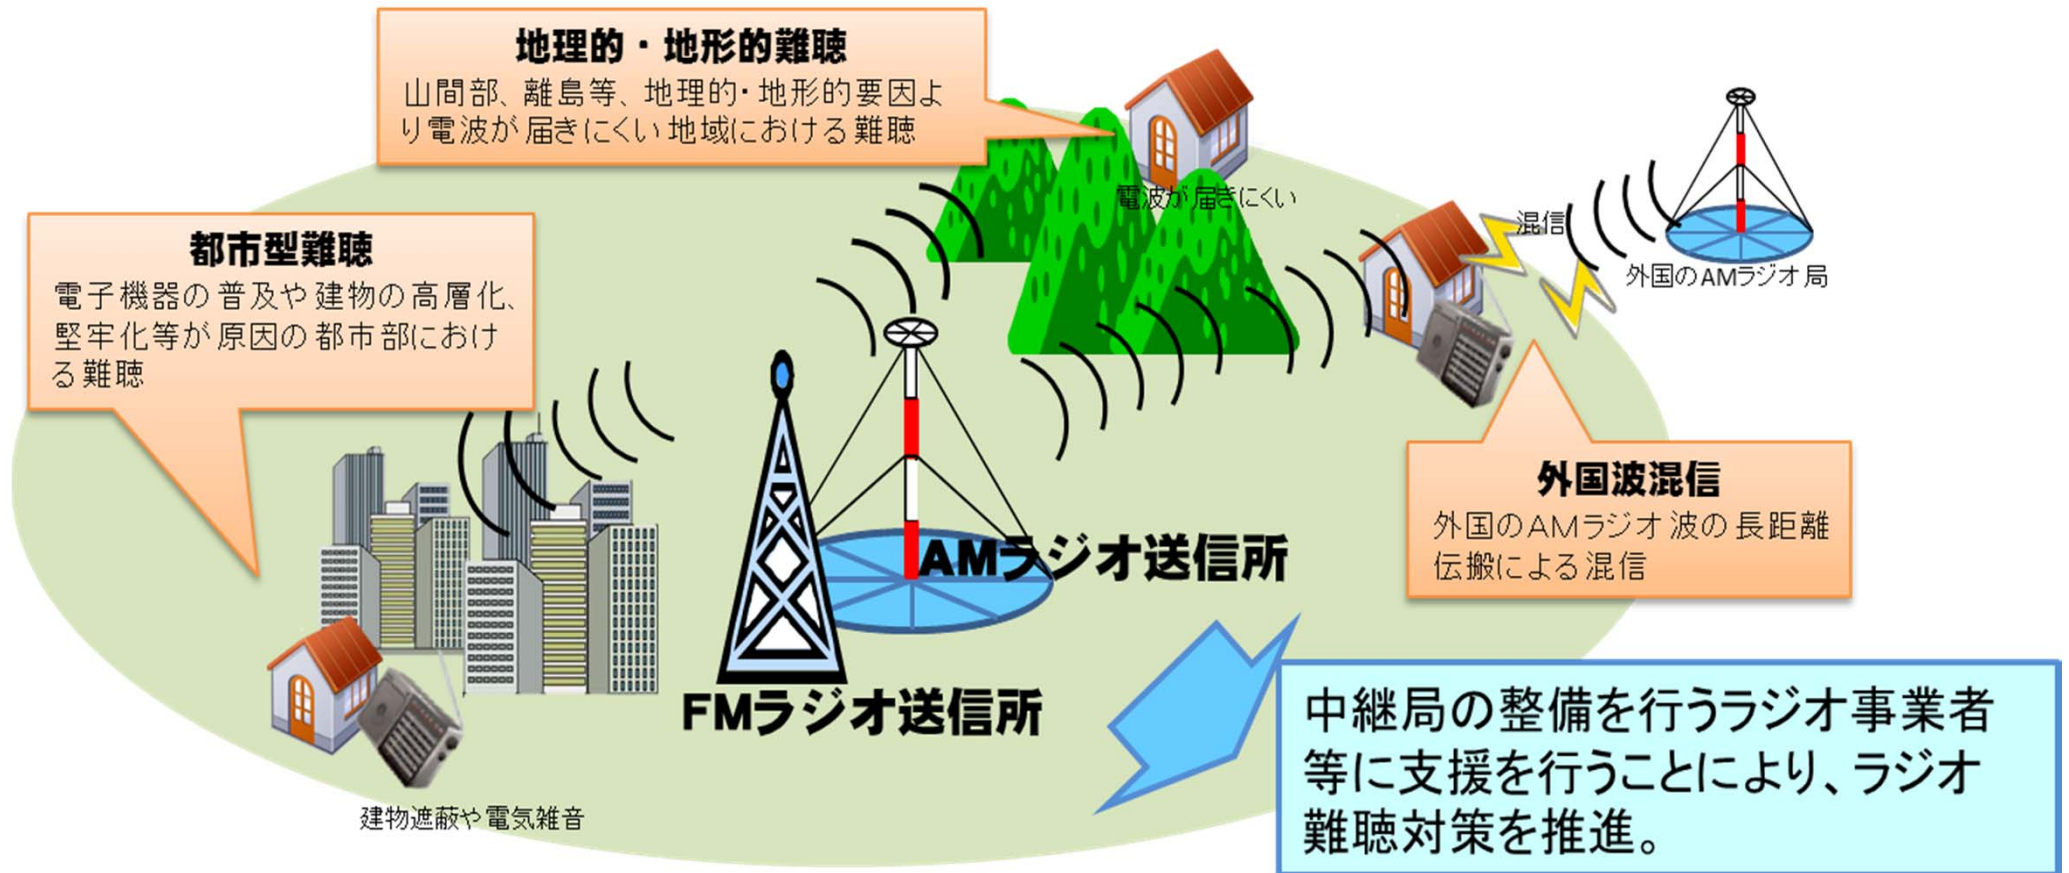 地理的・地形的難聴
山間部、離島等、地理的・地形的要因よ
り電波が届きにくい地域における難聴
電波が届きにくい
都市型難聴
電子機器の普及や建物の高層化、
堅牢化等が原因の都市部におけ
る難聴
混信
外国のAMラジオ局
外国波混信
外国のAMラジオ波の長距離
伝搬による混信
AMラジオ送信所
FMラジオ送信所
建物遮蔽や電気雑音
中継局の整備を行うラジオ事業者
等に支援を行うことにより、ラジオ
難聴対策を推進。